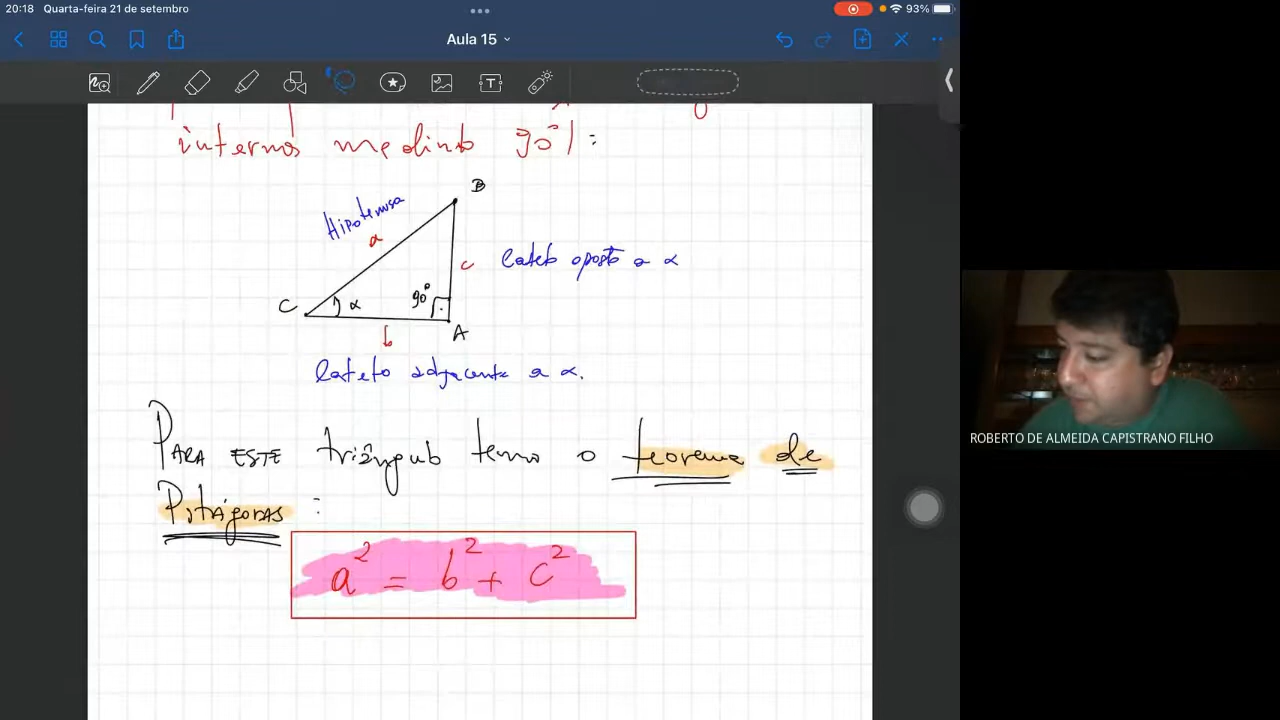 20:18 Quarta-feira 21 de setembro
93%
Aula 15
internos medindo 90°):
B
Hipotenusa
a
c
Cateto oposto a α
C
α
90°
A
b
Cateto adjacente a α.
PARA ESTE triângulo temos o teorema de
Pitágoras :
a² = b² + c²
ROBERTO DE ALMEIDA CAPISTRANO FILHO